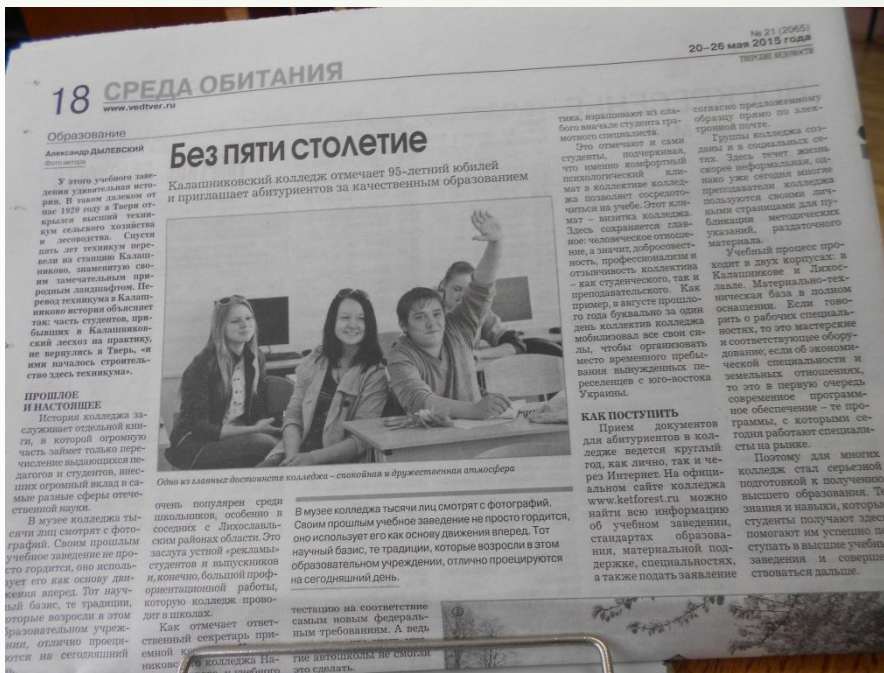 № 21 (2065)
20–26 мая 2015 года
ТВЕРСКИЕ ВЕДОМОСТИ
18 СРЕДА ОБИТАНИЯ
www.vedtver.ru
Образование
Александр ДЫЛЕВСКИЙ
Фото автора
Без пяти столетие
Калашниковский колледж отмечает 95-летний юбилей
и приглашает абитуриентов за качественным образованием
У этого учебного заве-
дения удивительная исто-
рия. В таком далеком от
нас 1920 году в Твери от-
крылся высший техни-
кум сельского хозяйства
и лесоводства. Спустя
пять лет техникум пере-
вели на станцию Калаш-
никово, знаменитую сво-
им замечательным при-
родным ландшафтом. Пе-
ревод техникума в Калаш-
никово история объясняет
так: часть студентов, при-
бывших в Калашниковс-
кий лесхоз на практику,
не вернулись в Тверь, «и
ими началось строитель-
ство здесь техникума».
ПРОШЛОЕ
И НАСТОЯЩЕЕ
История колледжа за-
служивает отдельной кни-
ги, в которой огромную
часть займет только пере-
числение выдающихся пе-
дагогов и студентов, внес-
ших огромный вклад в са-
мые разные сферы отече-
ственной науки.
В музее колледжа ты-
сячи лиц смотрят с фото-
графий. Своим прошлым
учебное заведение не про-
сто гордится, оно исполь-
зует его как основу дви-
жения вперед. Тот науч-
ный базис, те традиции,
которые возросли в этом
образовательном учреж-
ении, отлично проеци-
ются на сегодняшний
Одно из главных достоинств колледжа – спокойная и дружественная атмосфера
очень популярен среди
школьников, особенно в
соседних с Лихославль-
ским районах области. Это
заслуга устной «рекламы»
студентов и выпускников
и, конечно, большой проф-
ориентационной работы,
которую колледж прово-
дит в школах.
Как отмечает ответ-
ственный секретарь при-
емной
колледжа На-
В музее колледжа тысячи лиц смотрят с фотографий.
Своим прошлым учебное заведение не просто гордится,
оно использует его как основу движения вперед. Тот
научный базис, те традиции, которые возросли в этом
образовательном учреждении, отлично проецируются
на сегодняшний день.
тестацию на соответствие
самым новым федераль-
ным требованиям. А ведь
гие автошколы не смогли
это сделать.
тика, взращивают из сла-
бого вначале студента гра-
мотного специалиста.
Это отмечают и сами
студенты, подчеркивая,
что именно комфортный
психологический кли-
мат в коллективе коллед-
жа позволяет сосредото-
читься на учебе. Этот кли-
мат – визитка колледжа.
Здесь сохраняется глав-
ное: человеческое отноше-
ние, а значит, добросовест-
ность, профессионализм и
отзывчивость коллектива
– как студенческого, так и
преподавательского. Как
пример, в августе прошло-
го года буквально за один
день коллектив колледжа
мобилизовал все свои си-
лы, чтобы организовать
место временного пребы-
вания вынужденных пе-
реселенцев с юго-востока
Украины.
КАК ПОСТУПИТЬ
Прием документов
для абитуриентов в кол-
ледже ведется круглый
год, как лично, так и че-
рез Интернет. На офици-
альном сайте колледжа
www.ketforest.ru можно
найти всю информацию
об учебном заведении,
стандартах образова-
ния, материальной под-
держке, специальностях,
а также подать заявление
согласно предложенному
образцу прямо по элек-
тронной почте.
Группы колледжа соз-
даны и в социальных се-
тях. Здесь течет жизнь
скорее неформальная, од-
нако уже сегодня многие
преподаватели колледжа
пользуются своими лич-
ными страницами для пу-
бликации методических
указаний, раздаточного
материала.
Учебный процесс про-
ходит в двух корпусах: в
Калашникове и Лихос-
лавле. Материально-тех-
ническая база в полном
оснащении. Если гово-
рить о рабочих специаль-
ностях, то это мастерские
и соответствующее обору-
дование; если об экономи-
ческой специальности и
земельных отношениях,
то это в первую очередь
современное программ-
ное обеспечение – те про-
граммы, с которыми се-
годня работают специали-
сты на рынке.
Поэтому для многих
колледж стал серьезной
подготовкой к получению
высшего образования. Те
знания и навыки, которые
студенты получают здесь
помогают им успешно по-
ступать в высшие учебны
заведения и соверше
ствоваться дальше.